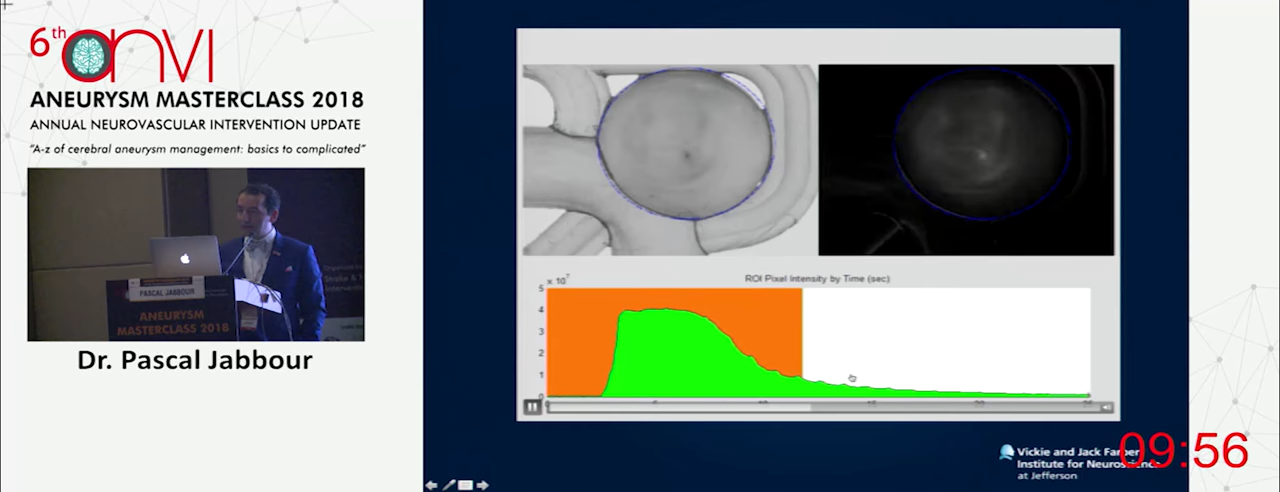 6th anvi
ANEURYSM MASTERCLASS 2018
ANNUAL NEUROVASCULAR INTERVENTION UPDATE
"A-z of cerebral aneurysm management: basics to complicated"
PASCAL JABBOUR
ANEURYSM
MASTERCLASS 2018
Dr. Pascal Jabbour
ROI Pixel Intensity by Time (sec)
x 10^7
5
4
3
2
1
0
Vickie and Jack Farber
Institute for Neuroscience
at Jefferson
09:56